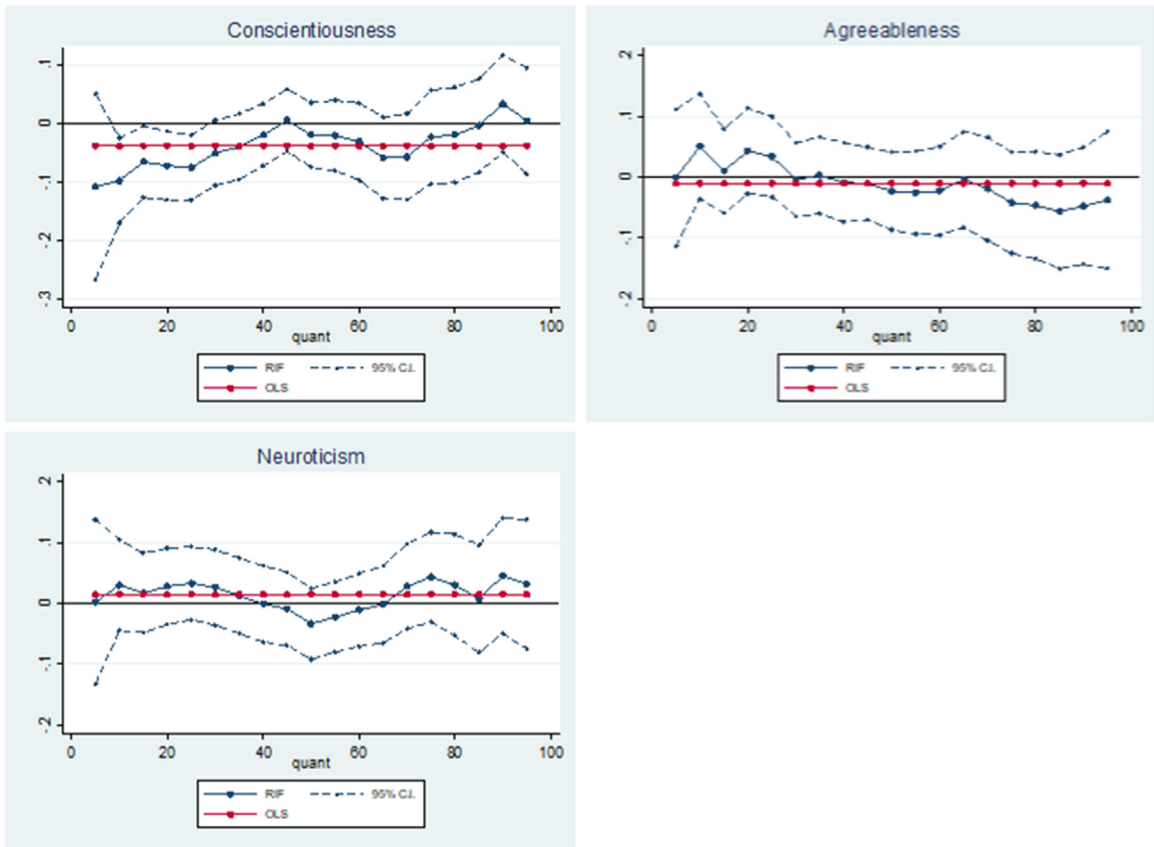 Conscientiousness
.1
0
-.1
-.2
-.3
0 20 40 60 80 100
quant
RIF 95% C.I.
OLS
Agreeableness
.2
.1
0
-.1
-.2
0 20 40 60 80 100
quant
RIF 95% C.I.
OLS
Neuroticism
.2
.1
0
-.1
-.2
0 20 40 60 80 100
quant
RIF 95% C.I.
OLS